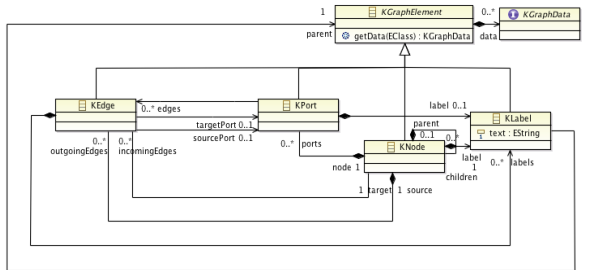 1
KGraphElement
0..*
KGraphData
parent
getData(EClass) : KGraphData
data
KEdge
0..* edges
KPort
label 0..1
KLabel
targetPort 0..1
parent
text : EString
0..*
0..*
sourcePort 0..1
0..* ports
0..1
0..*
outgoingEdges
incomingEdges
KNode
label
node 1
1
0..* labels
children
1 target
1 source